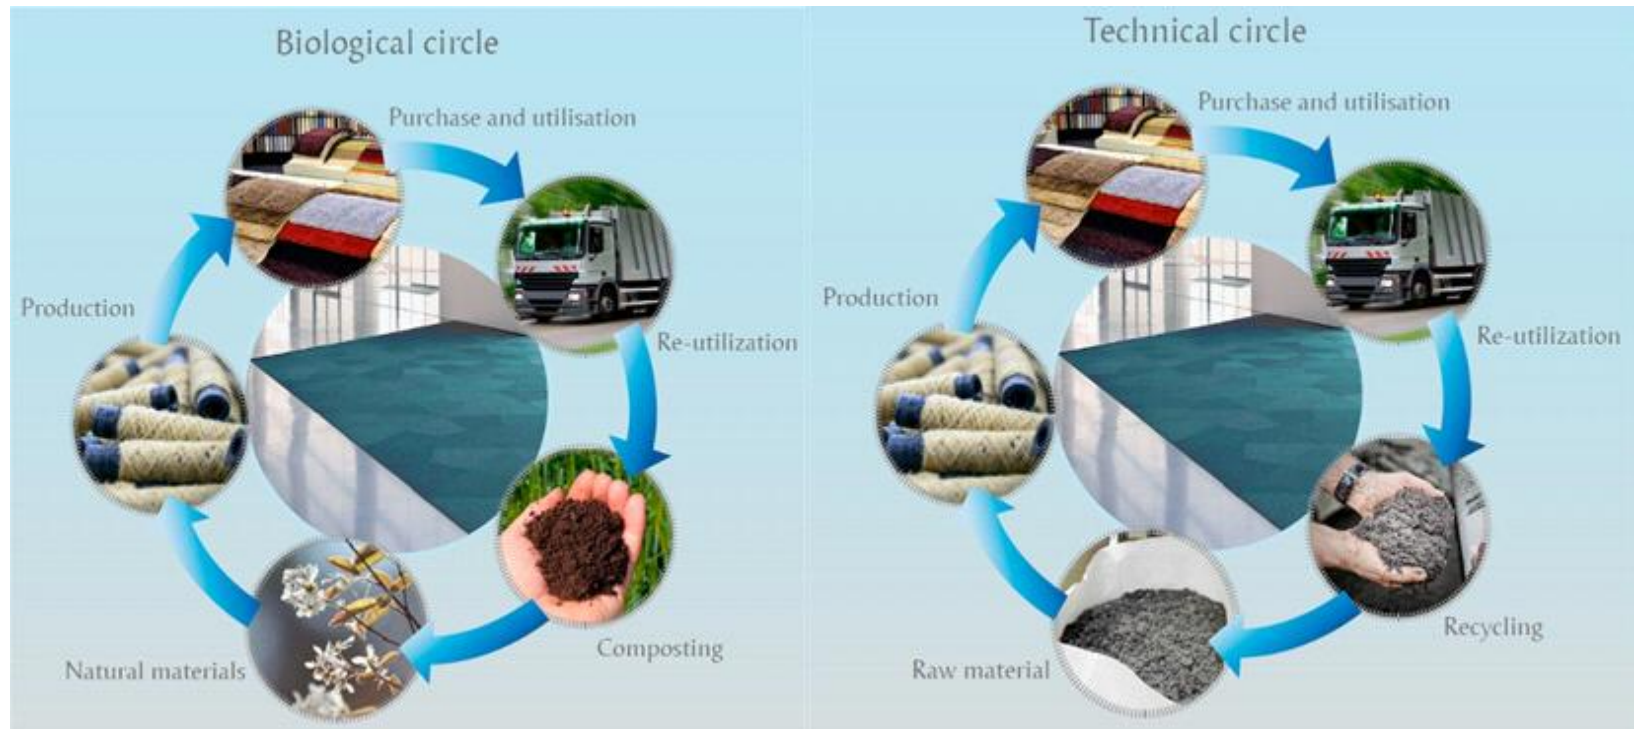 Biological circle
Purchase and utilisation
Production
Re-utilization
Composting
Natural materials
Technical circle
Purchase and utilisation
Production
Re-utilization
Recycling
Raw material